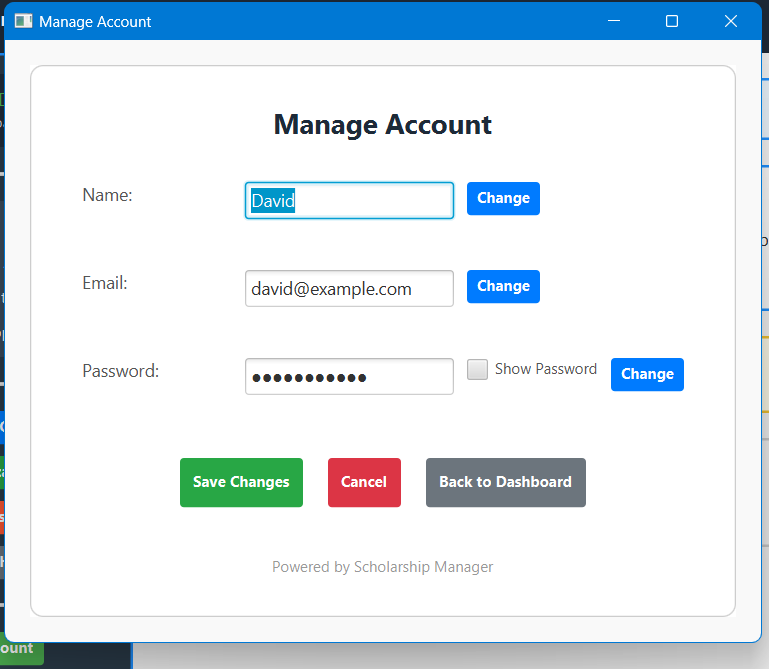 Manage Account
Manage Account
Name:
David
Change
Email:
david@example.com
Change
Password:
●●●●●●●●●●●
Show Password
Change
Save Changes
Cancel
Back to Dashboard
Powered by Scholarship Manager
ount